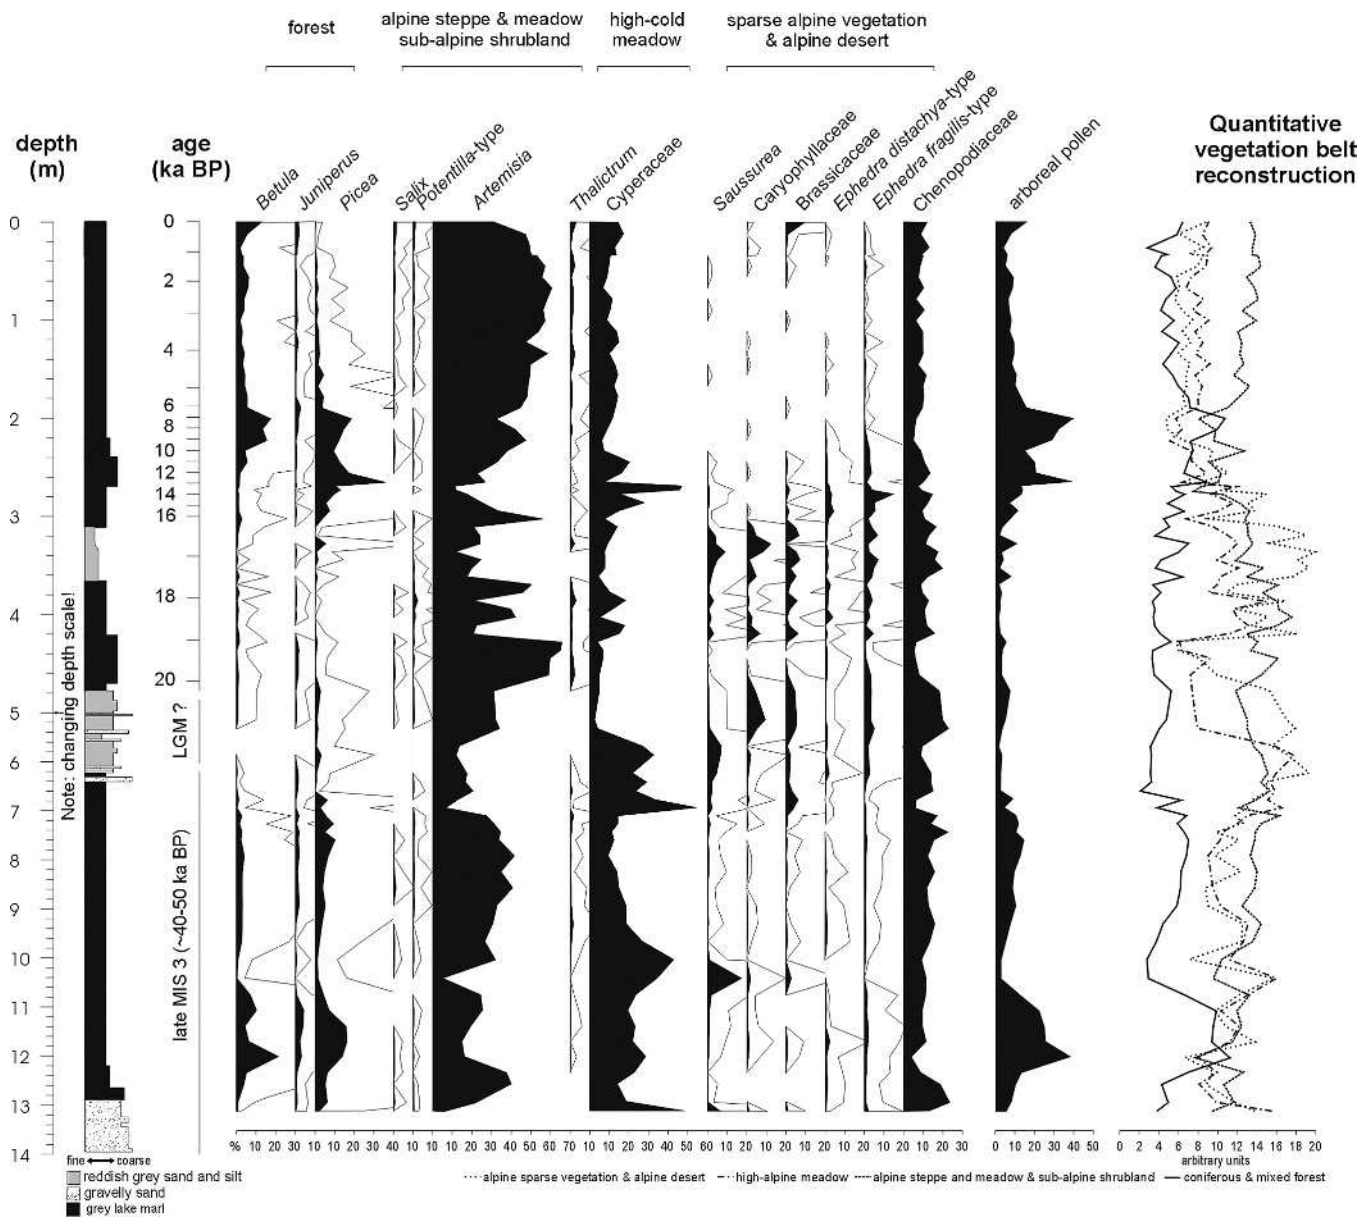 forest
alpine steppe & meadow
sub-alpine shrubland
high-cold
meadow
sparse alpine vegetation
& alpine desert
depth
(m)
age
(ka BP)
Betula
Juniperus
Picea
Salix
Potentilla-type
Artemisia
Thalictrum
Cyperaceae
Saussurea
Caryophyllaceae
Brassicaceae
Ephedra distachya-type
Ephedra fragilis-type
Chenopodiaceae
arboreal pollen
Quantitative
vegetation belt
reconstruction
0
1
2
3
4
5
6
7
8
9
10
11
12
13
14
Note: changing depth scale!
0
2
4
6
8
10
12
14
16
18
20
LGM ?
late MIS 3 (~40-50 ka BP)
% 10 20 30 10 10 20 30 40 10 10 10 20 30 40 50 60 70 10 10 20 30 40 50 60 10 20 10 20 10 20 10 20 10 20 10 20 30 10 20 30 40 50 0 4 6 8 12 14 16 18 20
arbitrary units
fine coarse
reddish grey sand and silt
gravelly sand
grey lake marl
alpine sparse vegetation & alpine desert high-alpine meadow alpine steppe and meadow & sub-alpine shrubland coniferous & mixed forest